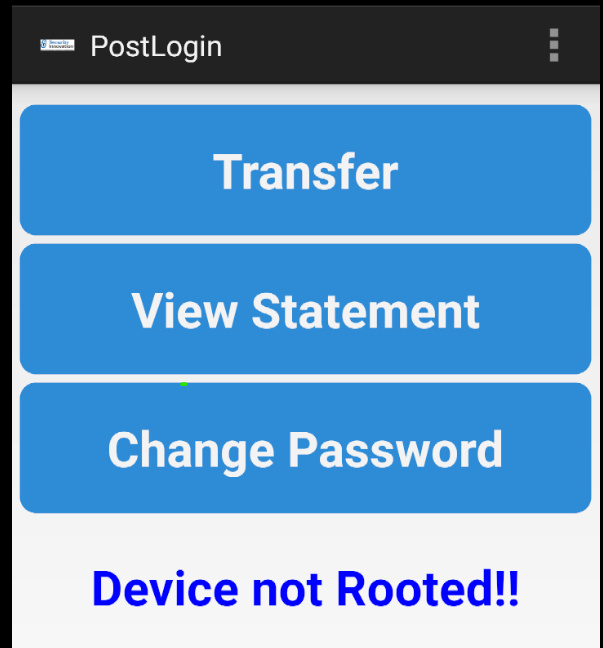 PostLogin
Transfer
View Statement
Change Password
Device not Rooted!!